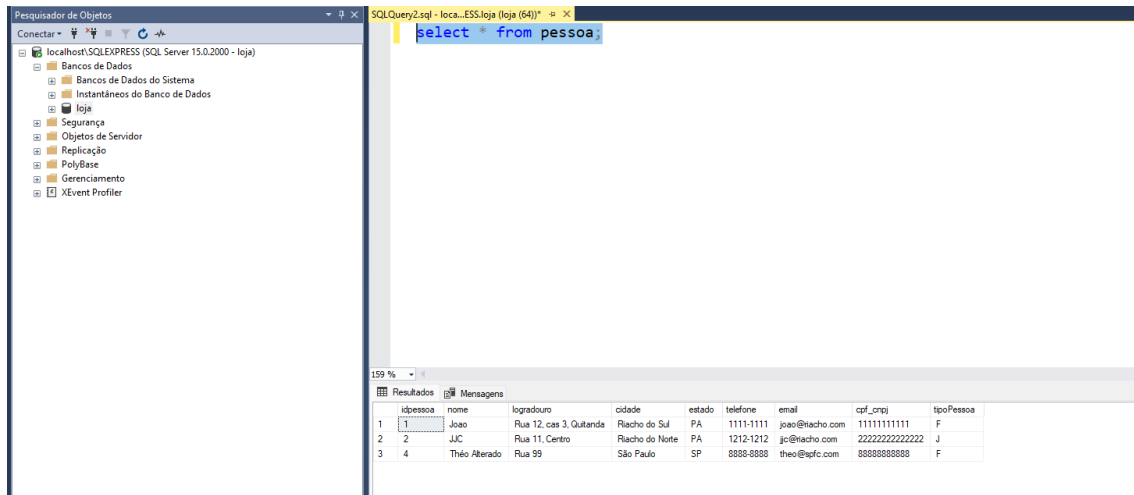 Pesquisador de Objetos
Conectar
localhost\SQLEXPRESS (SQL Server 15.0.2000 - loja)
Bancos de Dados
Bancos de Dados do Sistema
Instantâneos do Banco de Dados
loja
Segurança
Objetos de Servidor
Replicação
PolyBase
Gerenciamento
XEvent Profiler
SQLQuery2.sql - loca...ESS.loja (loja (64))*
select * from pessoa;
159 %
Resultados Mensagens
idpessoa nome logradouro cidade estado telefone email cpf_cnpj tipoPessoa
1 1 Joao Rua 12, cas 3, Quitanda Riacho do Sul PA 1111-1111 joao@riacho.com 11111111111 F
2 2 JJC Rua 11, Centro Riacho do Norte PA 1212-1212 jjc@riacho.com 22222222222222 J
3 4 Théo Alterado Rua 99 São Paulo SP 8888-8888 theo@spfc.com 88888888888 F